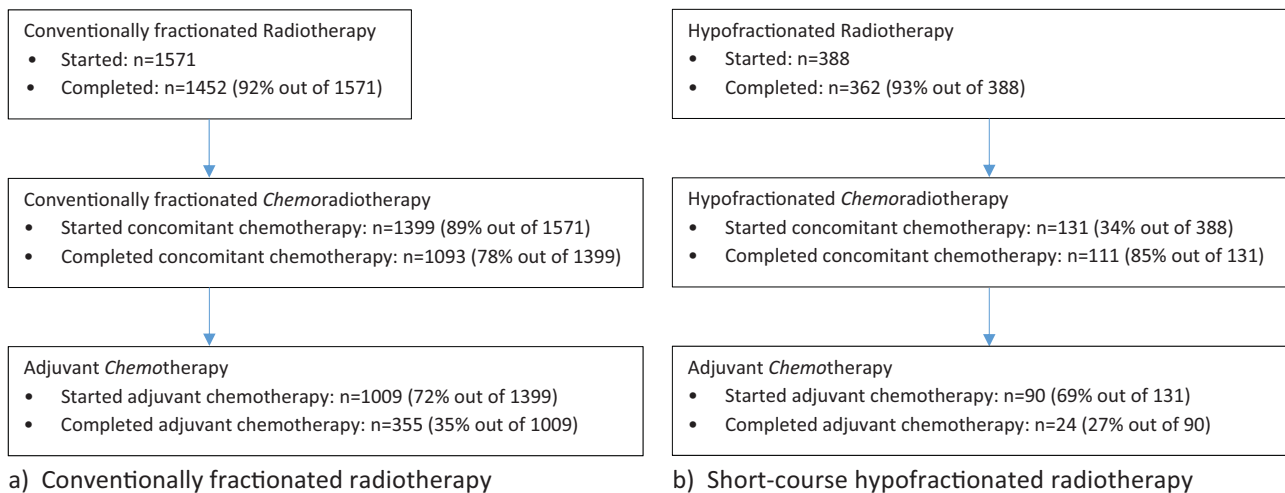 Conventionally fractionated Radiotherapy
• Started: n=1571
• Completed: n=1452 (92% out of 1571)
Conventionally fractionated Chemoradiotherapy
• Started concomitant chemotherapy: n=1399 (89% out of 1571)
• Completed concomitant chemotherapy: n=1093 (78% out of 1399)
Adjuvant Chemotherapy
• Started adjuvant chemotherapy: n=1009 (72% out of 1399)
• Completed adjuvant chemotherapy: n=355 (35% out of 1009)
a) Conventionally fractionated radiotherapy
Hypofractionated Radiotherapy
• Started: n=388
• Completed: n=362 (93% out of 388)
Hypofractionated Chemoradiotherapy
• Started concomitant chemotherapy: n=131 (34% out of 388)
• Completed concomitant chemotherapy: n=111 (85% out of 131)
Adjuvant Chemotherapy
• Started adjuvant chemotherapy: n=90 (69% out of 131)
• Completed adjuvant chemotherapy: n=24 (27% out of 90)
b) Short-course hypofractionated radiotherapy